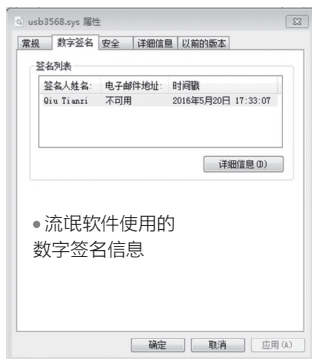 usb3568.sys 属性
常规 数字签名 安全 详细信息 以前的版本
签名列表
签名人姓名: 电子邮件地址: 时间戳
Qiu Tianzi 不可用 2016年5月20日 17:33:07
详细信息(D)
●流氓软件使用的
数字签名信息
确定 取消 应用(A)